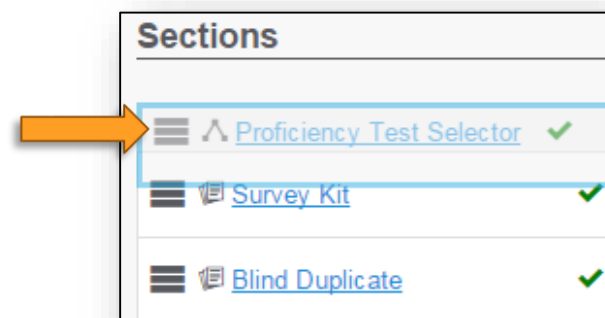 Sections
Proficiency Test Selector
Survey Kit
Blind Duplicate